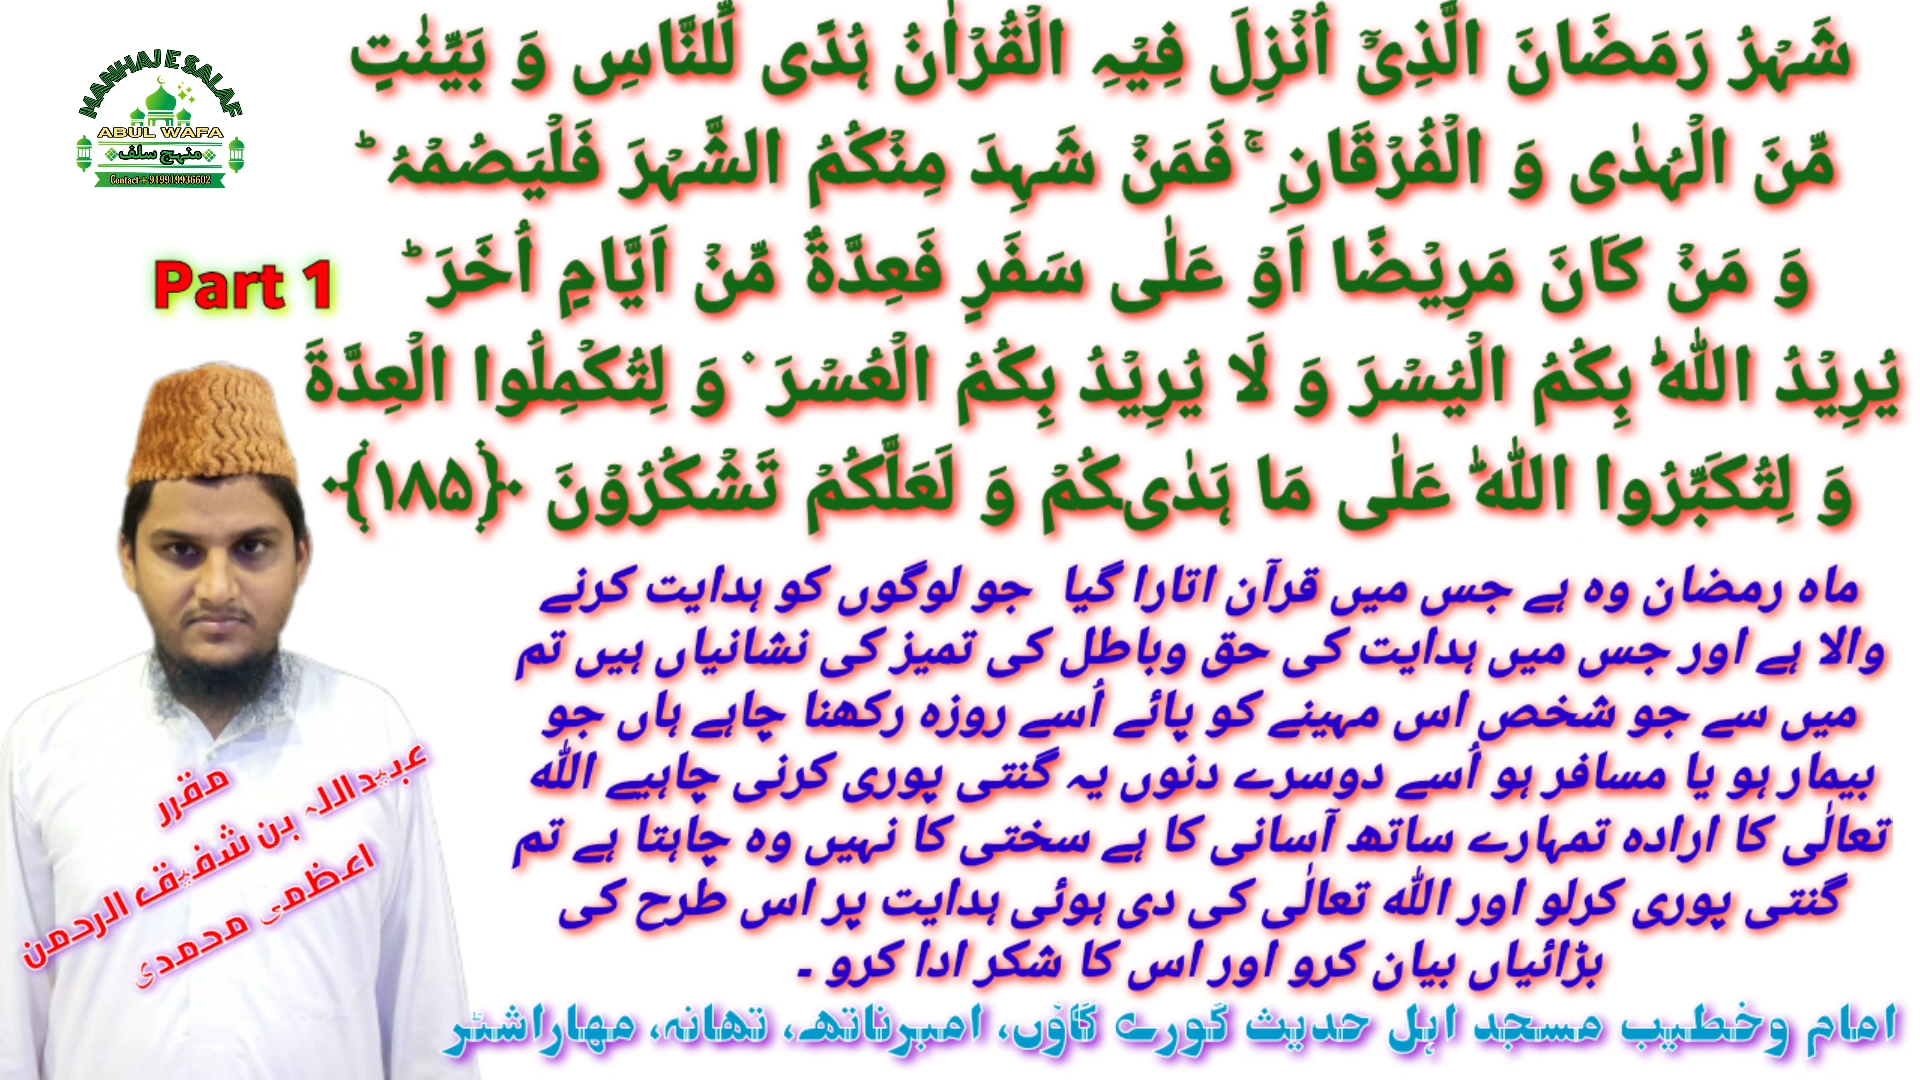 MANHAJ E SALAF
ABUL WAFA
منہج سلف
Contact:+919919936602
شَہۡرُ رَمَضَانَ الَّذِیۡۤ اُنۡزِلَ فِیۡہِ الۡقُرۡاٰنُ ہُدًی لِّلنَّاسِ وَ بَیِّنٰتٍ
مِّنَ الۡہُدٰی وَ الۡفُرۡقَانِ ۚ فَمَنۡ شَہِدَ مِنۡکُمُ الشَّہۡرَ فَلۡیَصُمۡہُ ؕ
وَ مَنۡ کَانَ مَرِیۡضًا اَوۡ عَلٰی سَفَرٍ فَعِدَّۃٌ مِّنۡ اَیَّامٍ اُخَرَ ؕ
Part 1
یُرِیۡدُ اللّٰہُ بِکُمُ الۡیُسۡرَ وَ لَا یُرِیۡدُ بِکُمُ الۡعُسۡرَ ۫ وَ لِتُکۡمِلُوا الۡعِدَّۃَ
وَ لِتُکَبِّرُوا اللّٰہَ عَلٰی مَا ہَدٰىکُمۡ وَ لَعَلَّکُمۡ تَشۡکُرُوۡنَ ﴿۱۸۵﴾
ماہ رمضان وہ ہے جس میں قرآن اتارا گیا جو لوگوں کو ہدایت کرنے
والا ہے اور جس میں ہدایت کی حق وباطل کی تمیز کی نشانیاں ہیں تم
میں سے جو شخص اس مہینے کو پائے اُسے روزہ رکھنا چاہے ہاں جو
بیمار ہو یا مسافر ہو اُسے دوسرے دنوں یہ گنتی پوری کرنی چاہیے اللہ
تعالٰی کا ارادہ تمہارے ساتھ آسانی کا ہے سختی کا نہیں وہ چاہتا ہے تم
گنتی پوری کرلو اور اللہ تعالٰی کی دی ہوئی ہدایت پر اس طرح کی
بڑائیاں بیان کرو اور اس کا شکر ادا کرو ۔
مقرر
عبیداللہ بن شفیق الرحمن
اعظمی محمدی
امام وخطیب مسجد اہل حدیث گورے گاؤں، امبرناتھے، تھانہ، مہاراشٹر